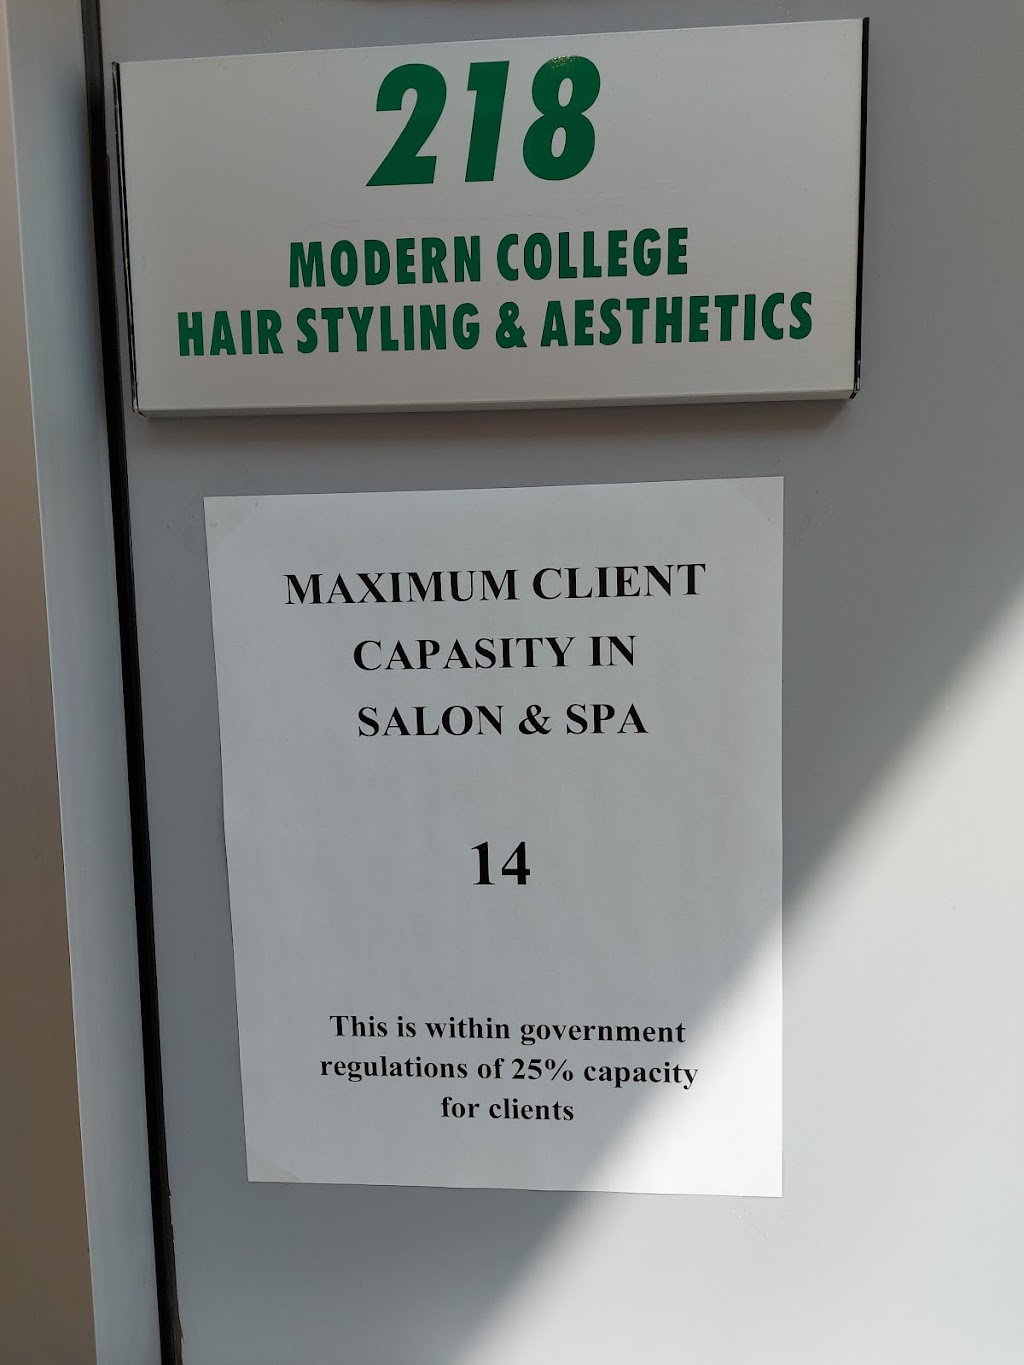 218
MODERN COLLEGE
HAIR STYLING & AESTHETICS
MAXIMUM CLIENT
CAPASITY IN
SALON & SPA
14
This is within government
regulations of 25% capacity
for clients